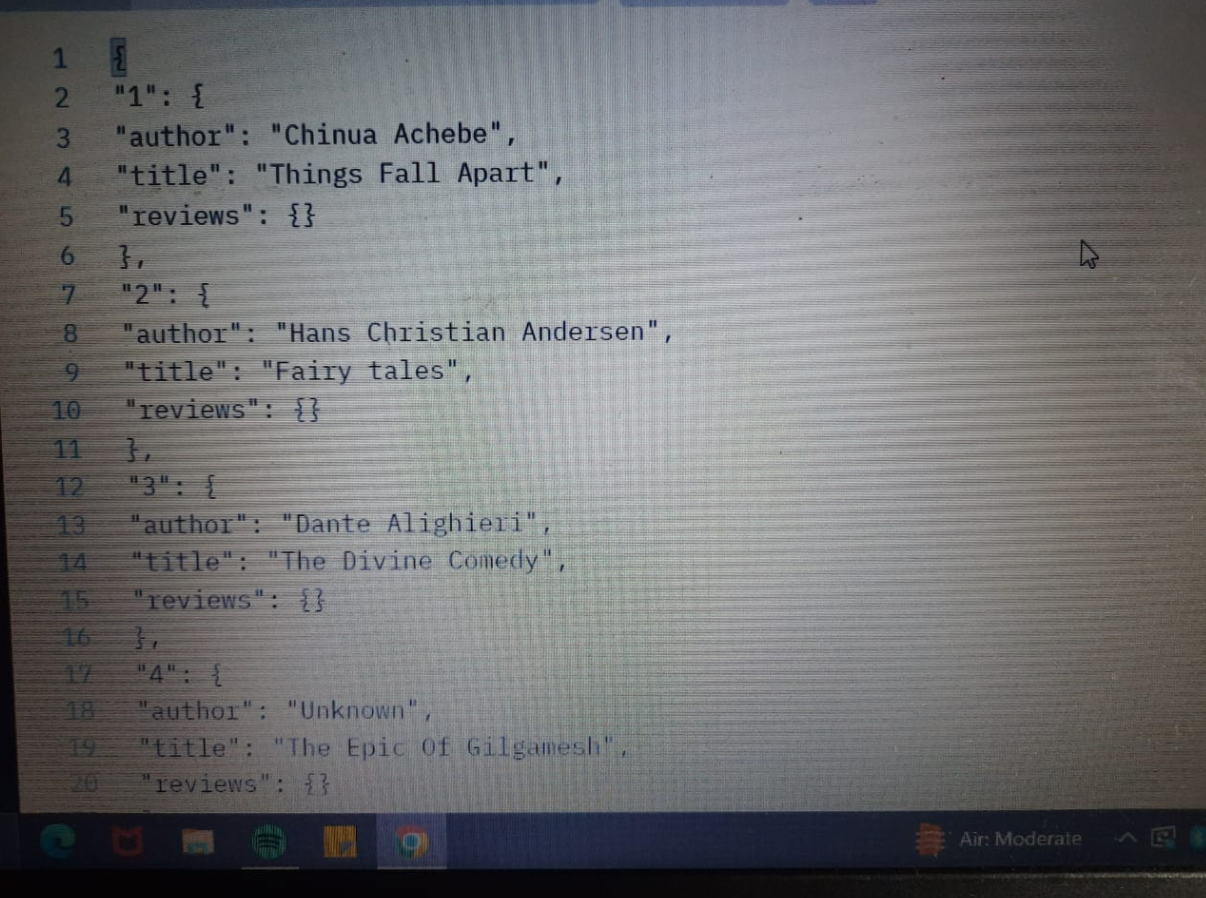 1 {
2 "1": {
3 "author": "Chinua Achebe",
4 "title": "Things Fall Apart",
5 "reviews": {}
6 },
7 "2": {
8 "author": "Hans Christian Andersen",
9 "title": "Fairy tales",
10 "reviews": {}
11 },
12 "3": {
13 "author": "Dante Alighieri",
14 "title": "The Divine Comedy",
15 "reviews": {}
16 },
17 "4": {
18 "author": "Unknown",
19 "title": "The Epic Of Gilgamesh",
20 "reviews": {}
Air: Moderate